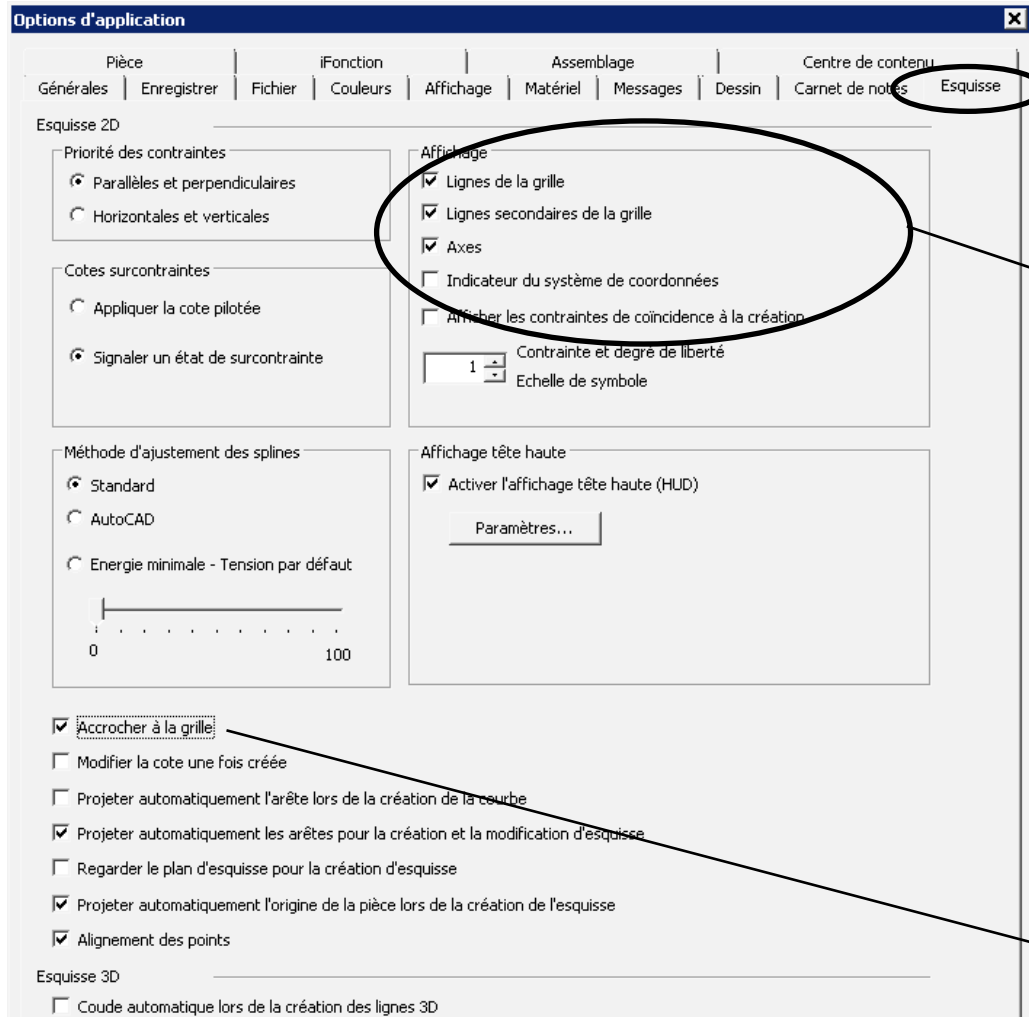 Options d'application
Pièce
iFonction
Assemblage
Centre de contenu
Générales
Enregistrer
Fichier
Couleurs
Affichage
Matériel
Messages
Dessin
Carnet de notes
Esquisse
Esquisse 2D
Priorité des contraintes
Parallèles et perpendiculaires
Horizontales et verticales
Cotes surcontraintes
Appliquer la cote pilotée
Signaler un état de surcontrainte
Affichage
Lignes de la grille
Lignes secondaires de la grille
Axes
Indicateur du système de coordonnées
Afficher les contraintes de coïncidence à la création
1
Contrainte et degré de liberté
Echelle de symbole
Méthode d'ajustement des splines
Standard
AutoCAD
Energie minimale - Tension par défaut
0
100
Affichage tête haute
Activer l'affichage tête haute (HUD)
Paramètres...
Accrocher à la grille
Modifier la cote une fois créée
Projeter automatiquement l'arête lors de la création de la courbe
Projeter automatiquement les arêtes pour la création et la modification d'esquisse
Regarder le plan d'esquisse pour la création d'esquisse
Projeter automatiquement l'origine de la pièce lors de la création de l'esquisse
Alignement des points
Esquisse 3D
Coude automatique lors de la création des lignes 3D